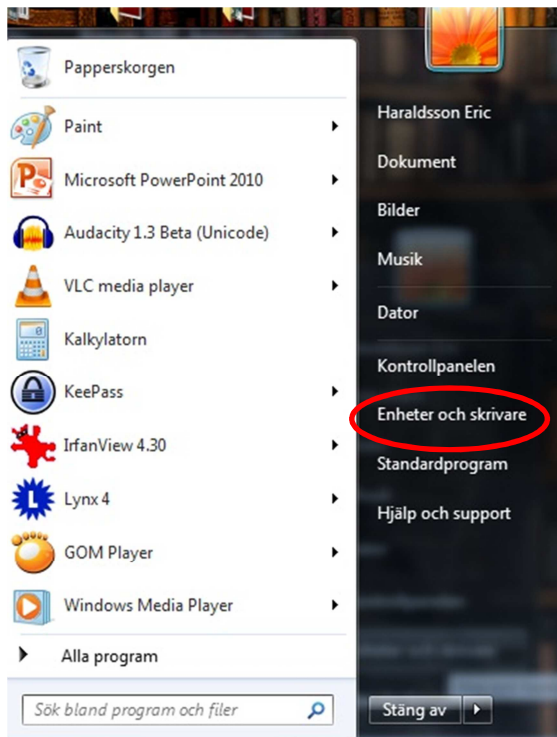 Papperskorgen
Paint
Microsoft PowerPoint 2010
Audacity 1.3 Beta (Unicode)
VLC media player
Kalkylatorn
KeePass
IrfanView 4.30
Lynx 4
GOM Player
Windows Media Player
Alla program
Sök bland program och filer
Haraldsson Eric
Dokument
Bilder
Musik
Dator
Kontrollpanelen
Enheter och skrivare
Standardprogram
Hjälp och support
Stäng av